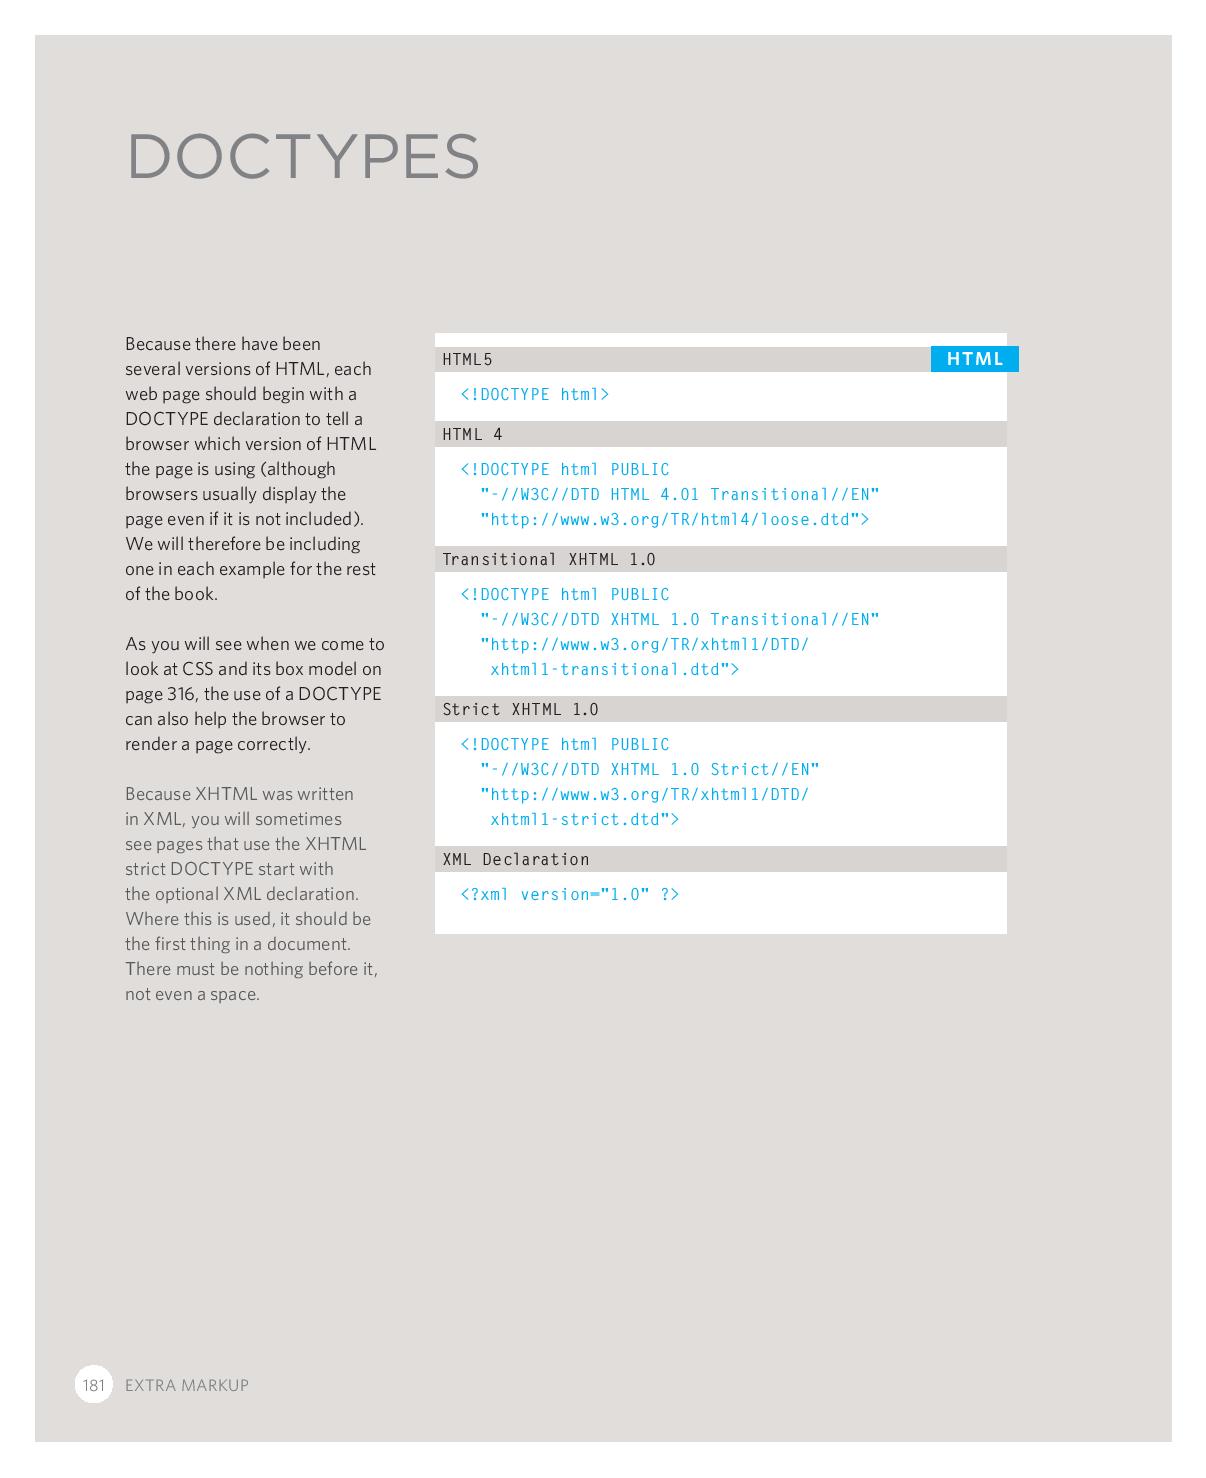 DOCTYPES
Because there have been
several versions of HTML, each
web page should begin with a
DOCTYPE declaration to tell a
browser which version of HTML
the page is using (although
browsers usually display the
page even if it is not included).
We will therefore be including
one in each example for the rest
of the book.
As you will see when we come to
look at CSS and its box model on
page 316, the use of a DOCTYPE
can also help the browser to
render a page correctly.
Because XHTML was written
in XML, you will sometimes
see pages that use the XHTML
strict DOCTYPE start with
the optional XML declaration.
Where this is used, it should be
the first thing in a document.
There must be nothing before it,
not even a space.
HTML5 HTML
<!DOCTYPE html>
HTML 4
<!DOCTYPE html PUBLIC
"-//W3C//DTD HTML 4.01 Transitional//EN"
"http://www.w3.org/TR/html4/loose.dtd">
Transitional XHTML 1.0
<!DOCTYPE html PUBLIC
"-//W3C//DTD XHTML 1.0 Transitional//EN"
"http://www.w3.org/TR/xhtml1/DTD/
xhtml1-transitional.dtd">
Strict XHTML 1.0
<!DOCTYPE html PUBLIC
"-//W3C//DTD XHTML 1.0 Strict//EN"
"http://www.w3.org/TR/xhtml1/DTD/
xhtml1-strict.dtd">
XML Declaration
<?xml version="1.0" ?>
181 EXTRA MARKUP